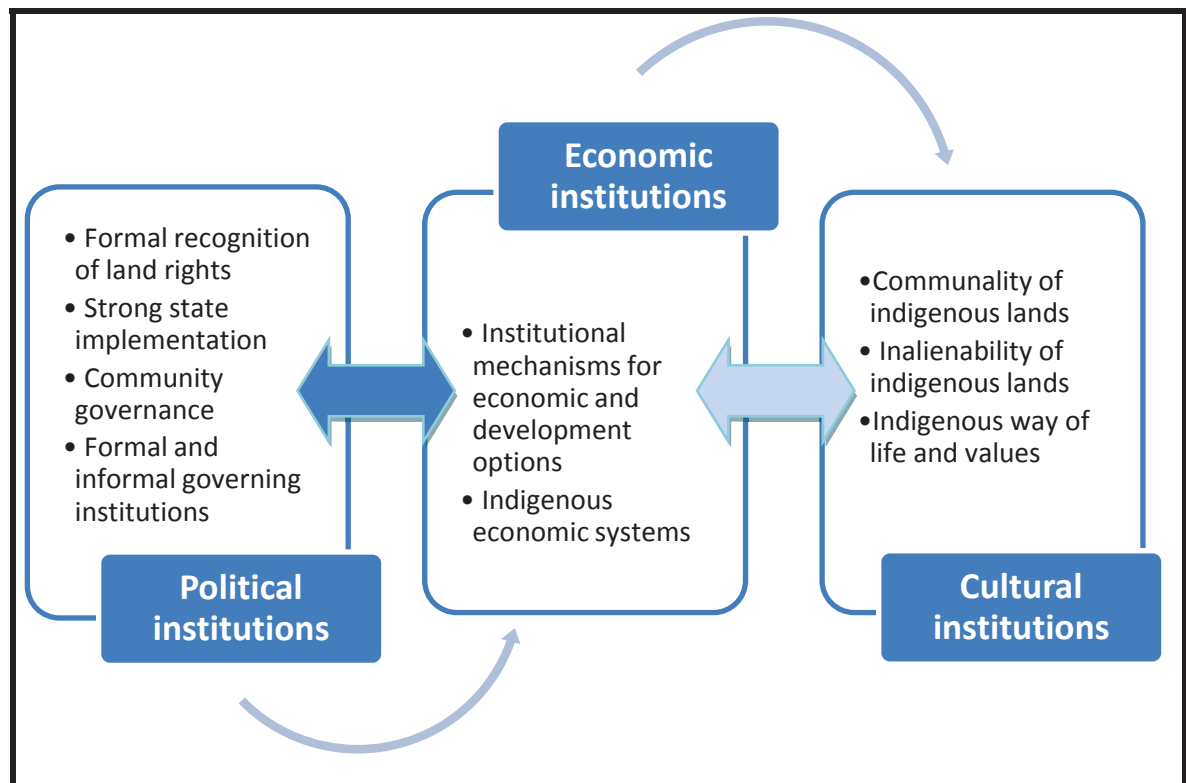 • Formal recognition
of land rights
• Strong state
implementation
• Community
governance
• Formal and
informal governing
institutions
Political
institutions
Economic
institutions
• Institutional
mechanisms for
economic and
development
options
• Indigenous
economic systems
•Communality of
indigenous lands
• Inalienability of
indigenous lands
•Indigenous way of
life and values
Cultural
institutions